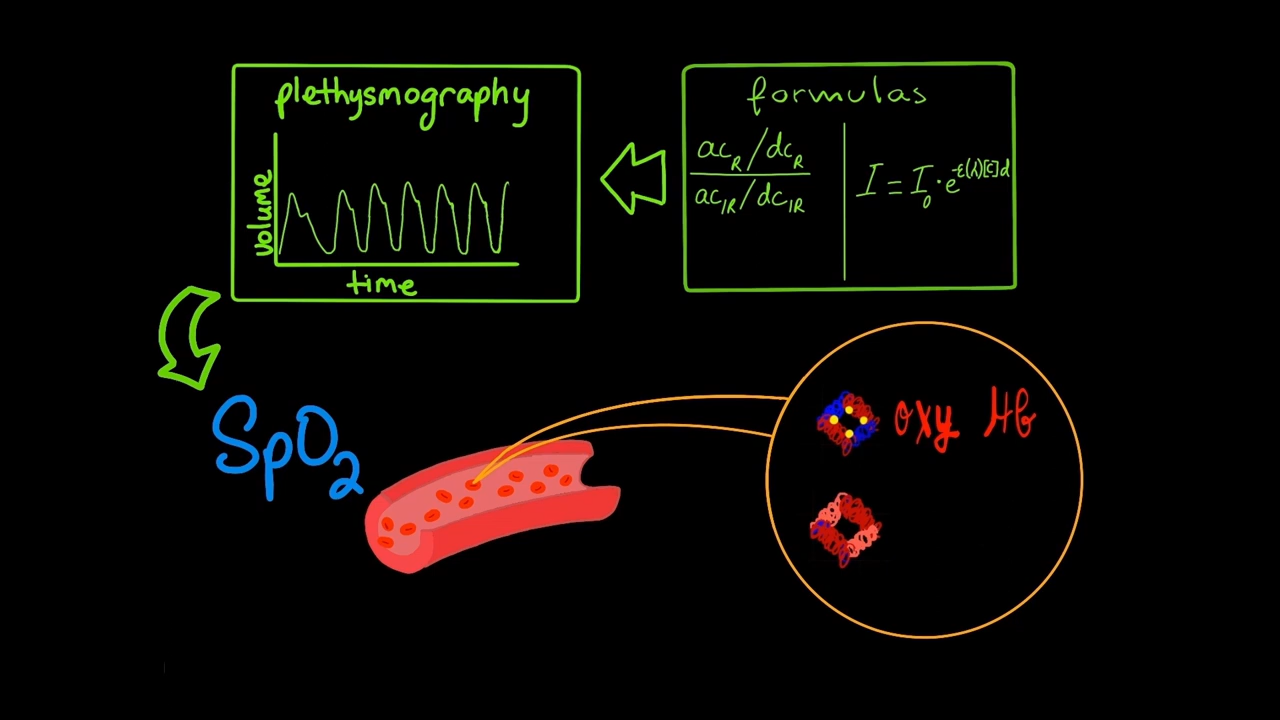 plethysmography
volume
time
formulas
ac_R/dc_R
ac_IR/dc_IR
I = I_0 · e^-ε(λ)[c]d
SpO₂
oxy Hb